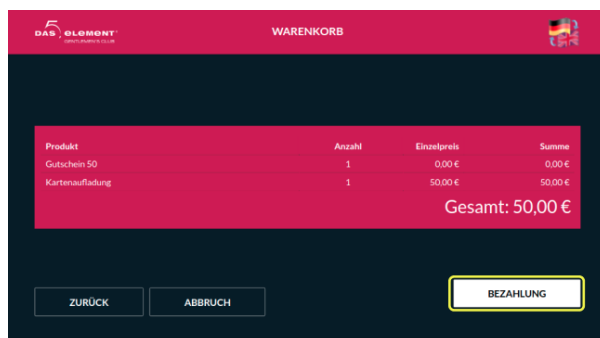 5
DAS ELEMENT
GENTLEMEN'S CLUB
WARENKORB
Produkt Anzahl Einzelpreis Summe
Gutschein 50 1 0,00 € 0,00 €
Kartenaufladung 1 50,00 € 50,00 €
Gesamt: 50,00 €
ZURÜCK ABBRUCH BEZAHLUNG